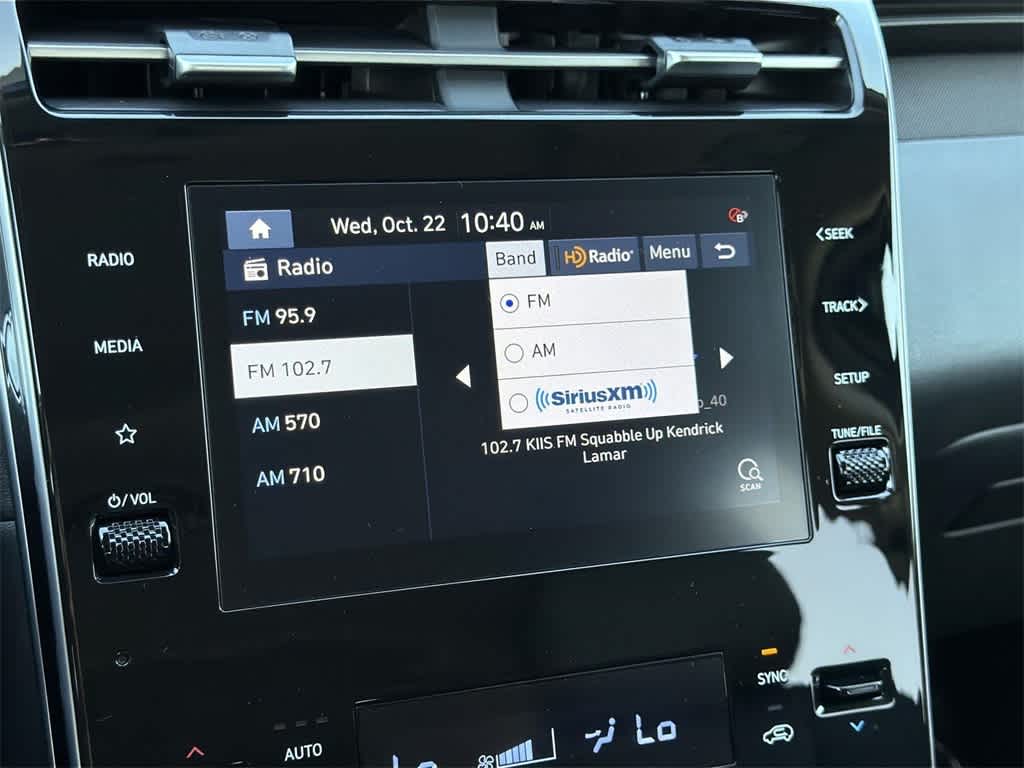 Wed, Oct. 22 10:40 AM
B
Radio
Band
HD Radio
Menu
FM 95.9
FM 102.7
AM 570
AM 710
FM
AM
SiriusXM
SATELLITE RADIO
_40
102.7 KIIS FM Squabble Up Kendrick
Lamar
SCAN
RADIO
MEDIA
/ VOL
< SEEK
TRACK >
SETUP
TUNE/FILE
SYNC
AUTO
Lo